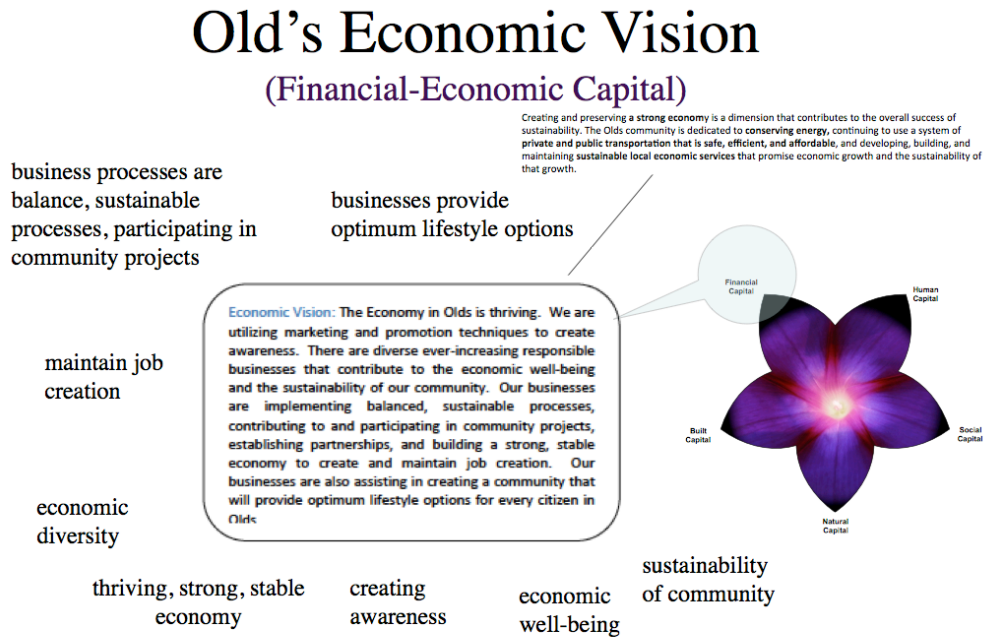 Old's Economic Vision
(Financial-Economic Capital)
Creating and preserving a strong economy is a dimension that contributes to the overall success of
sustainability. The Olds community is dedicated to conserving energy, continuing to use a system of
private and public transportation that is safe, efficient, and affordable, and developing, building, and
maintaining sustainable local economic services that promise economic growth and the sustainability of
that growth.
business processes are
balance, sustainable
processes, participating in
community projects
businesses provide
optimum lifestyle options
Financial
Capital
Human
Capital
Economic Vision: The Economy in Olds is thriving. We are
utilizing marketing and promotion techniques to create
awareness. There are diverse ever-increasing responsible
businesses that contribute to the economic well-being
and the sustainability of our community. Our businesses
are implementing balanced, sustainable processes,
contributing to and participating in community projects,
establishing partnerships, and building a strong, stable
economy to create and maintain job creation. Our
businesses are also assisting in creating a community that
will provide optimum lifestyle options for every citizen in
Olds
maintain job
creation
Built
Capital
Social
Capital
Natural
Capital
economic
diversity
thriving, strong, stable
economy
creating
awareness
economic
well-being
sustainability
of community